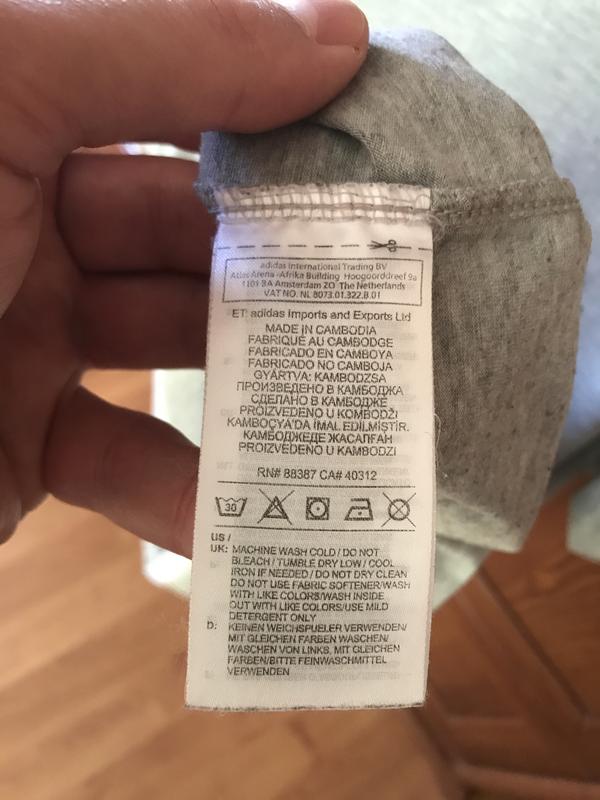 adidas International Trading BV
Atlas Arena -Afrika Building Hoogoorddreef 9a
1101 BA Amsterdam ZO The Netherlands
VAT NO. NL 8073.01.322.B.01
ET: adidas Imports and Exports Ltd
MADE IN CAMBODIA
FABRIQUÉ AU CAMBODGE
FABRICADO EN CAMBOYA
FABRICADO NO CAMBOJA
GYÁRTVA: KAMBODZSA
ПРОИЗВЕДЕНО В КАМБОДЖА
СДЕЛАНО В КАМБОДЖЕ
PROIZVEDENO U KOMBODŽI
KAMBOÇYA'DA İMAL EDİLMİŞTİR.
КАМБОДЖЕДЕ ЖАСАЛҒАН
PROIZVEDENO U KAMBODZI
RN# 88387 CA# 40312
30
US /
UK: MACHINE WASH COLD / DO NOT
BLEACH / TUMBLE DRY LOW / COOL
IRON IF NEEDED / DO NOT DRY CLEAN
DO NOT USE FABRIC SOFTENER/WASH
WITH LIKE COLORS/WASH INSIDE
OUT WITH LIKE COLORS/USE MILD
DETERGENT ONLY
D: KEINEN WEICHSPUELER VERWENDEN/
MIT GLEICHEN FARBEN WASCHEN/
WASCHEN VON LINKS, MIT GLEICHEN
FARBEN/BITTE FEINWASCHMITTEL
VERWENDEN